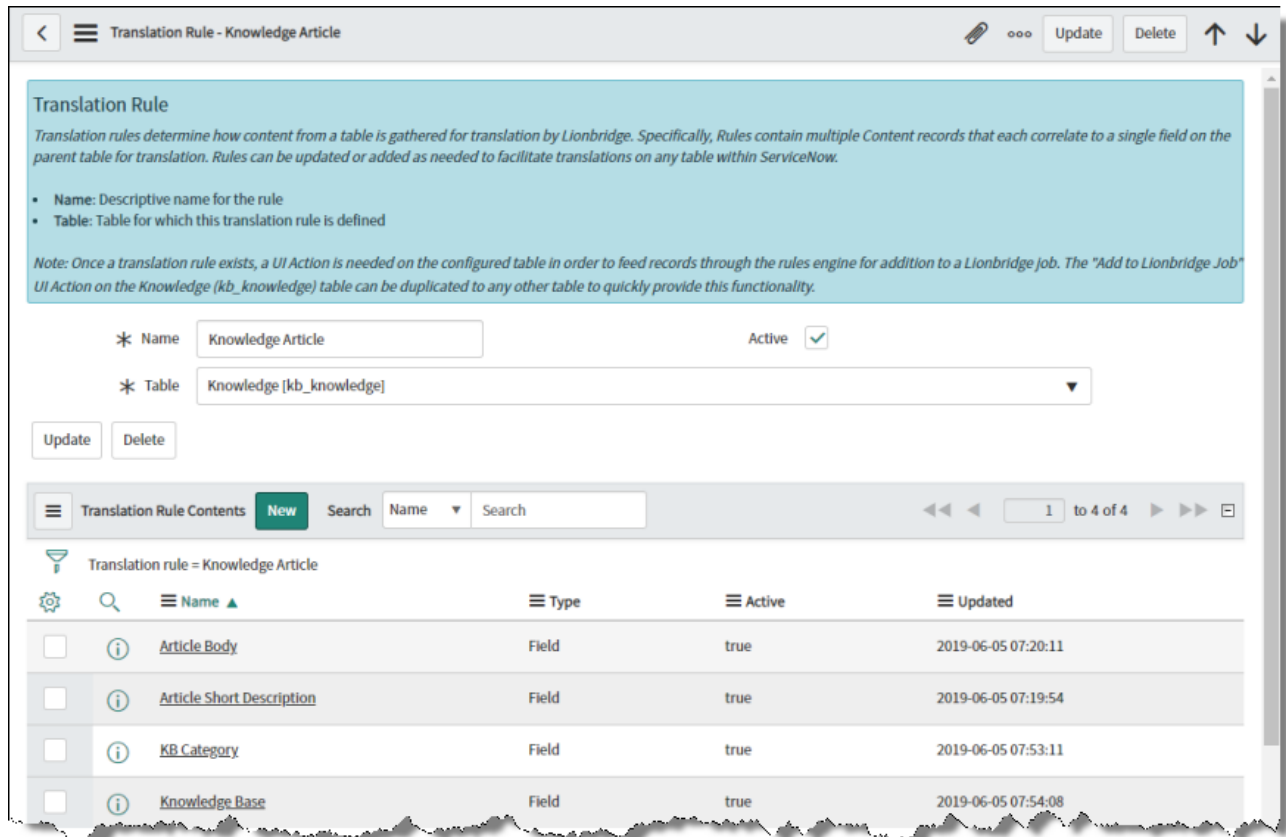 Translation Rule - Knowledge Article
Update
Delete
Translation Rule
Translation rules determine how content from a table is gathered for translation by Lionbridge. Specifically, Rules contain multiple Content records that each correlate to a single field on the
parent table for translation. Rules can be updated or added as needed to facilitate translations on any table within ServiceNow.
• Name: Descriptive name for the rule
• Table: Table for which this translation rule is defined
Note: Once a translation rule exists, a UI Action is needed on the configured table in order to feed records through the rules engine for addition to a Lionbridge job. The "Add to Lionbridge Job"
UI Action on the Knowledge (kb_knowledge) table can be duplicated to any other table to quickly provide this functionality.
Name Knowledge Article Active
Table Knowledge [kb_knowledge]
Update Delete
Translation Rule Contents New Search Name Search 1 to 4 of 4
Translation rule = Knowledge Article
Name Type Active Updated
Article Body Field true 2019-06-05 07:20:11
Article Short Description Field true 2019-06-05 07:19:54
KB Category Field true 2019-06-05 07:53:11
Knowledge Base Field true 2019-06-05 07:54:08